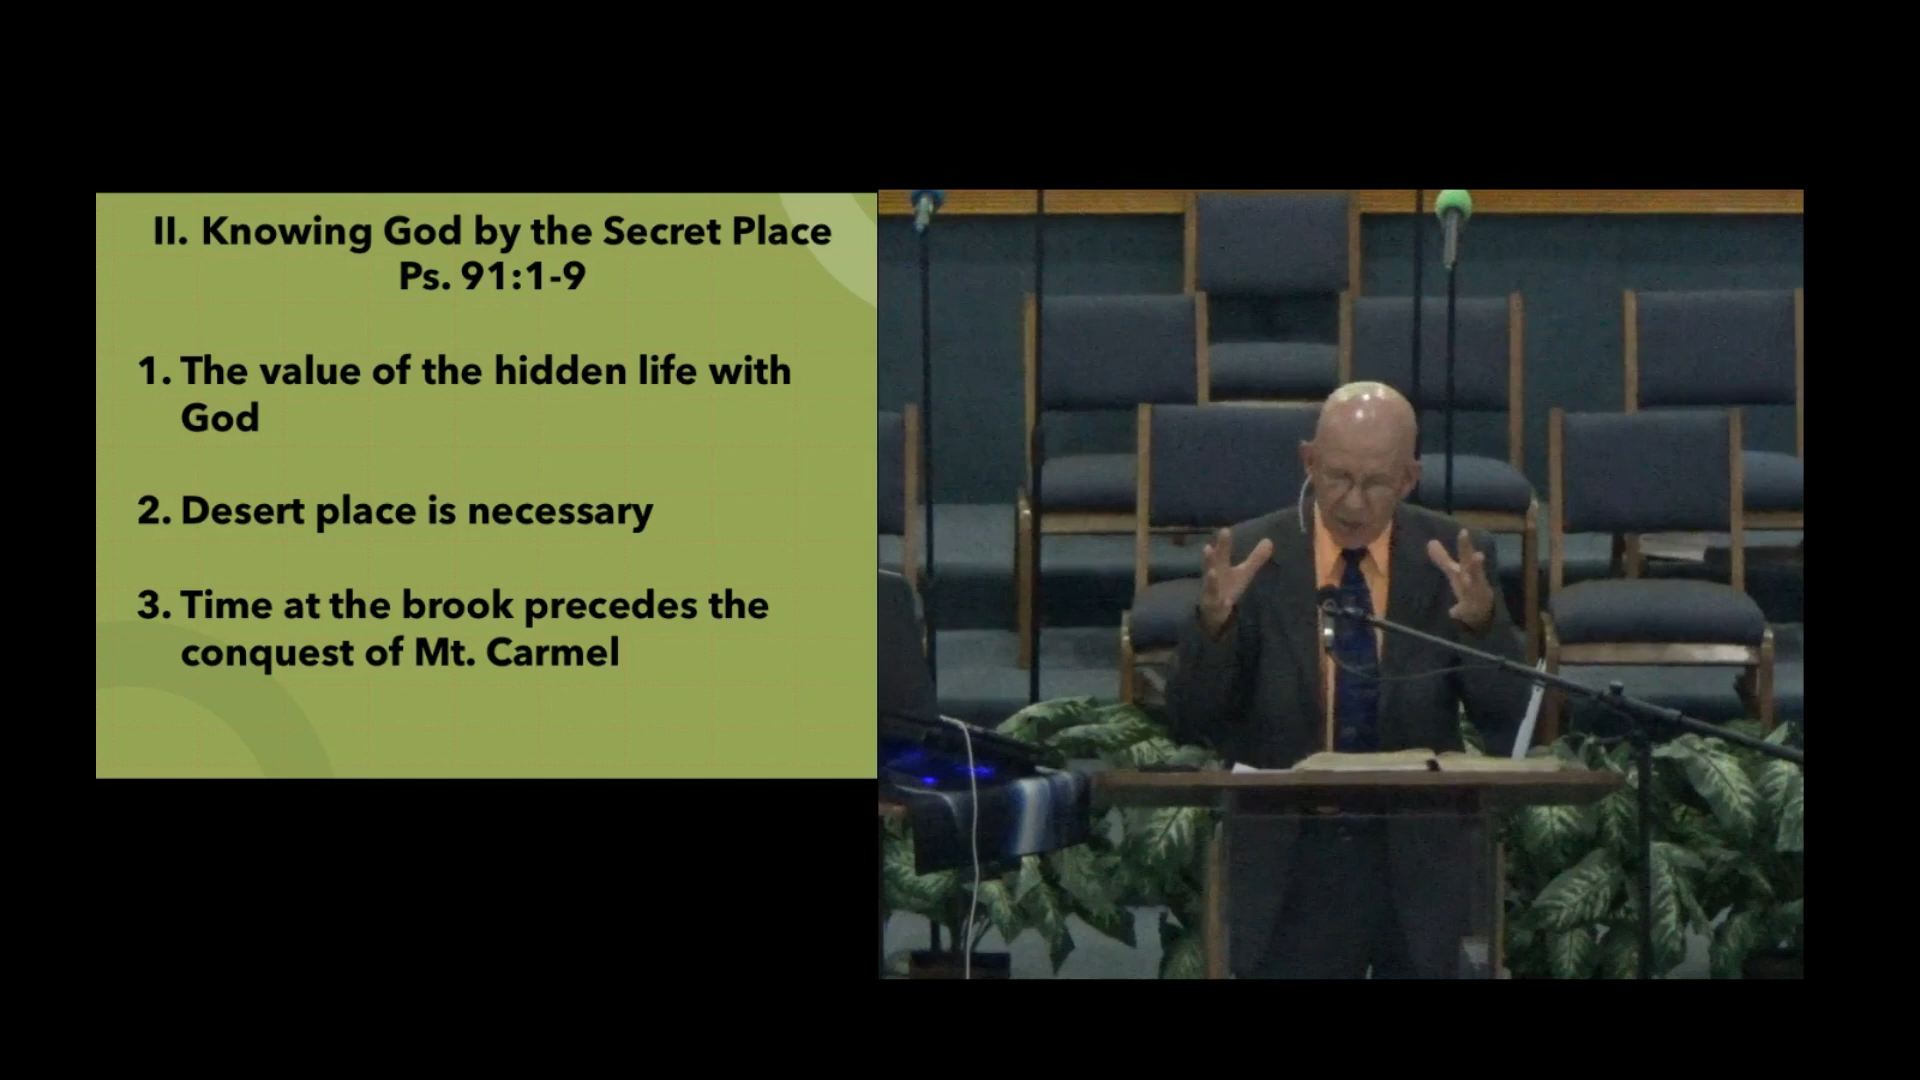 II. Knowing God by the Secret Place
Ps. 91:1-9
1. The value of the hidden life with
God
2. Desert place is necessary
3. Time at the brook precedes the
conquest of Mt. Carmel